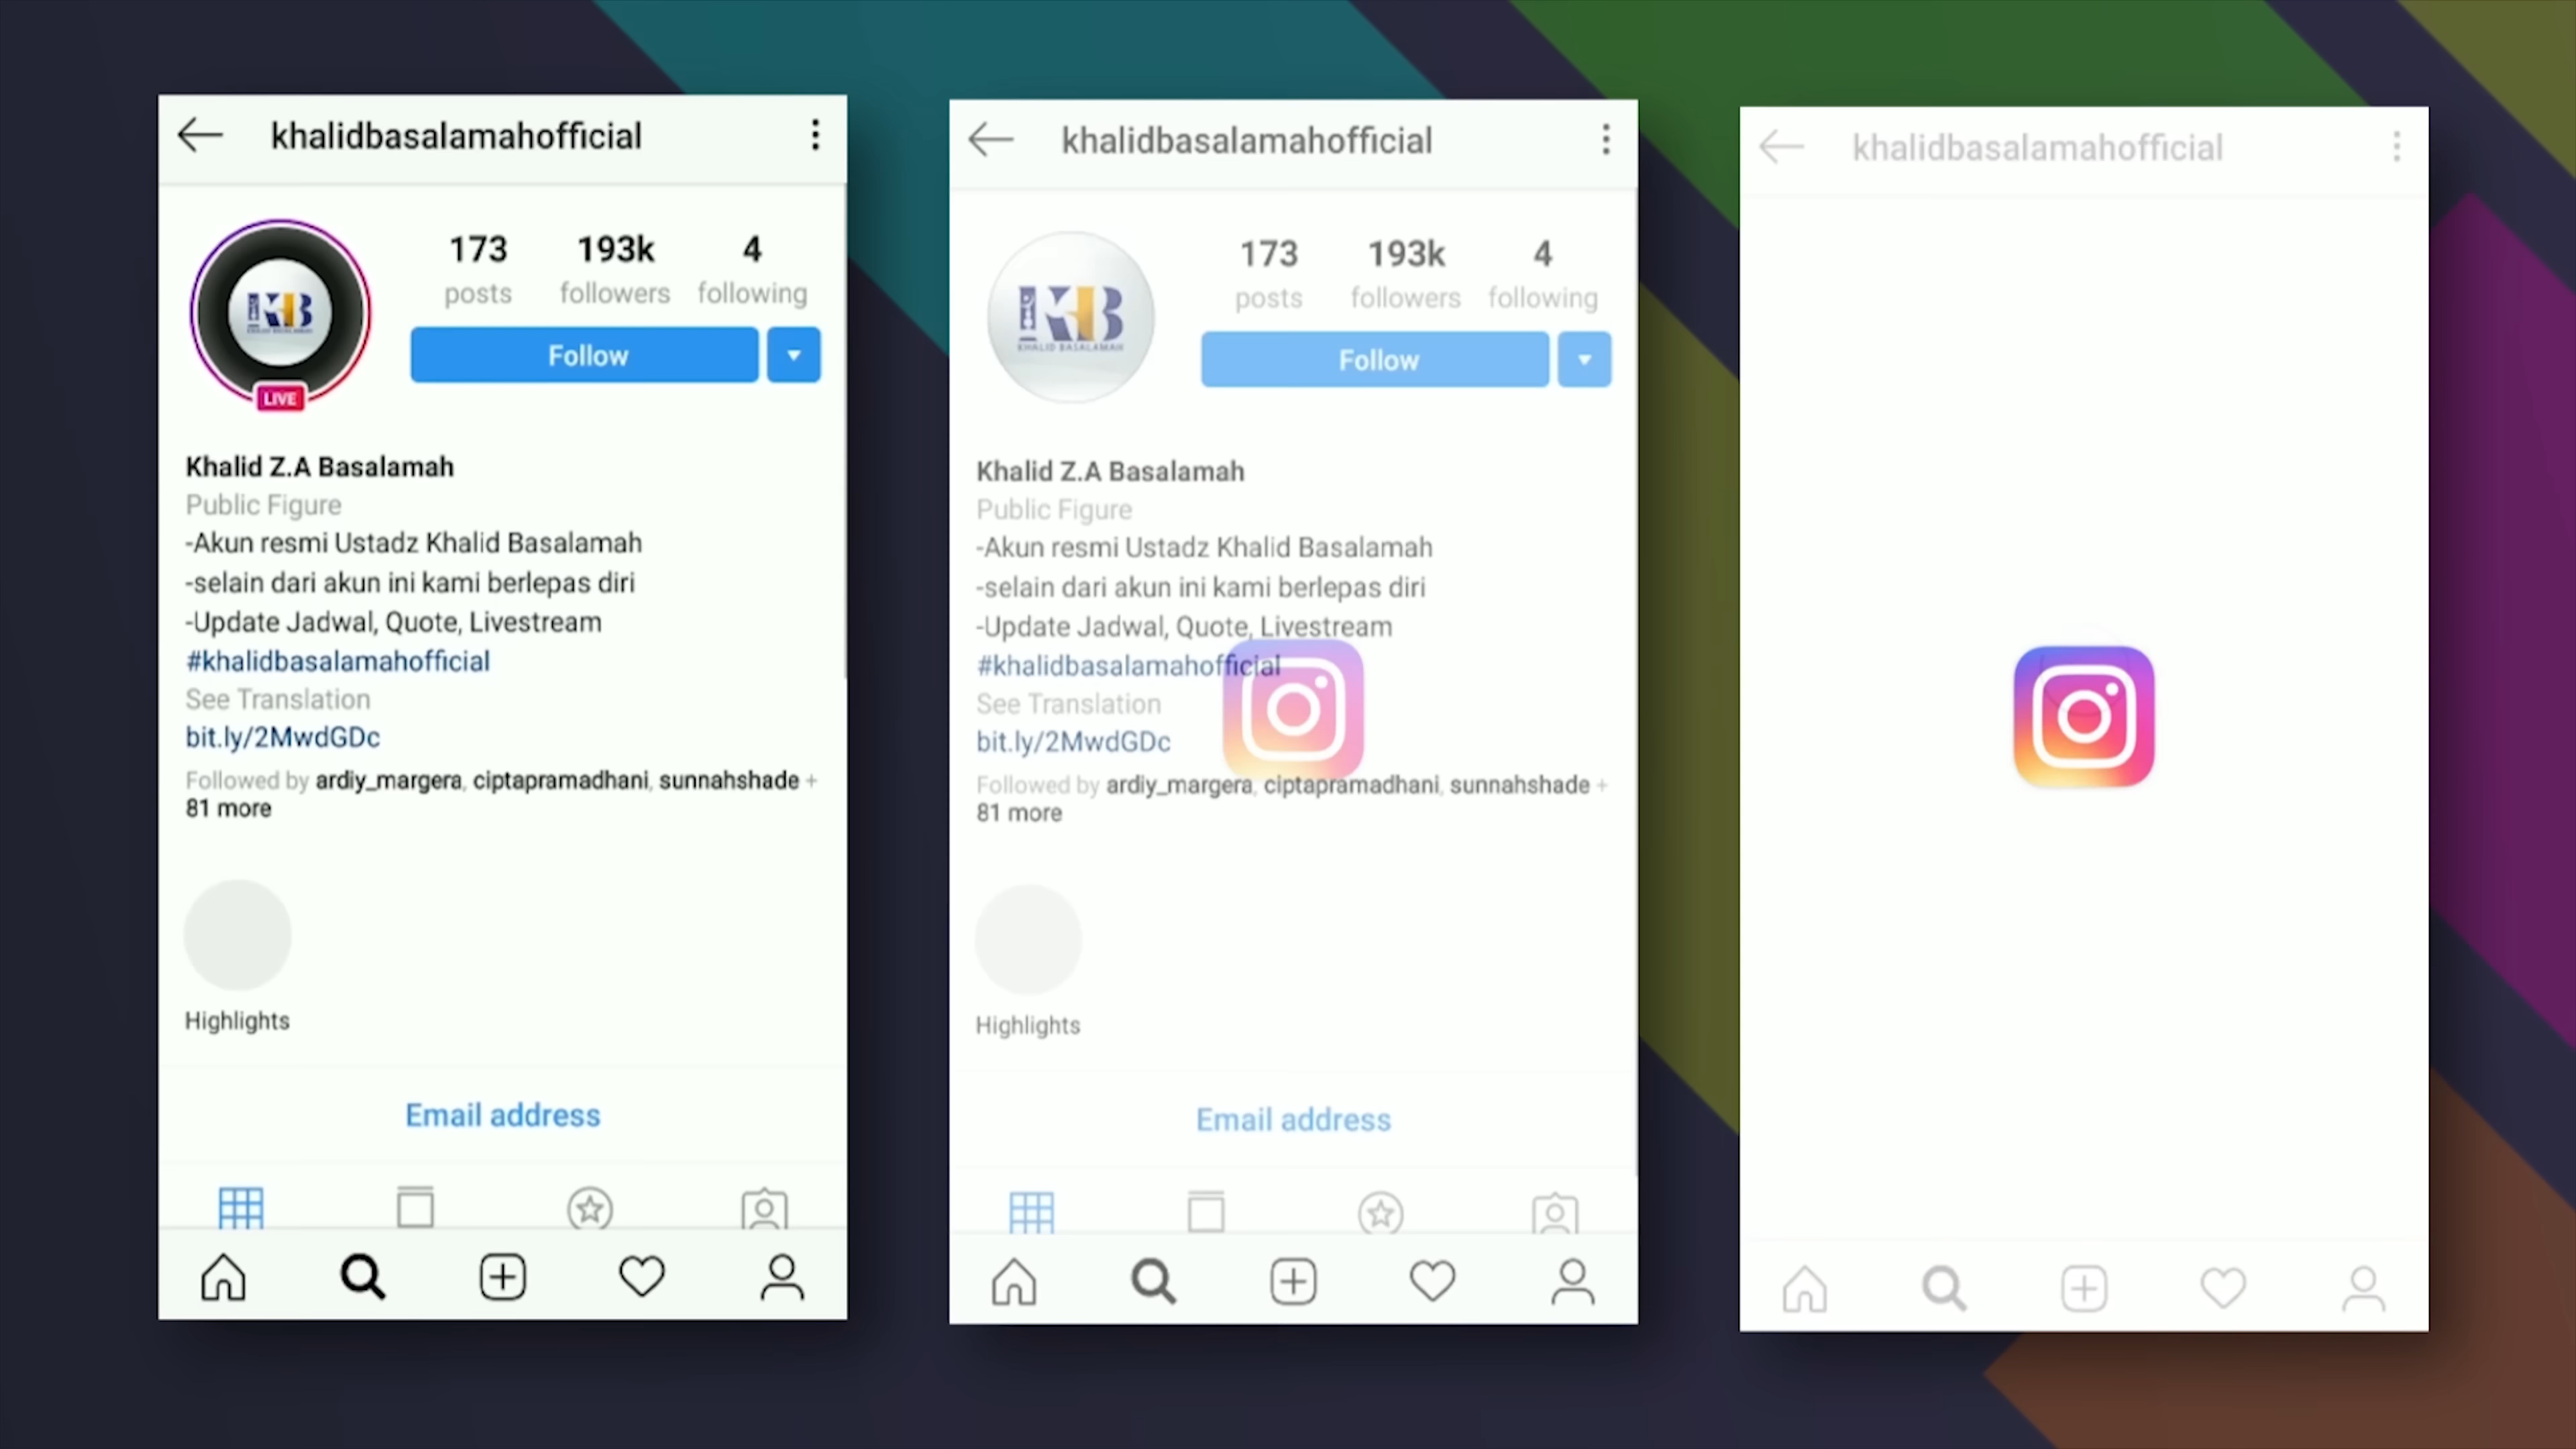 khalidbasalamahofficial
173 193k 4
posts followers following
Follow
KB
LIVE
Khalid Z.A Basalamah
Public Figure
-Akun resmi Ustadz Khalid Basalamah
-selain dari akun ini kami berlepas diri
-Update Jadwal, Quote, Livestream
#khalidbasalamahofficial
See Translation
bit.ly/2MwdGDc
Followed by ardiy_margera, ciptapramadhani, sunnahshade +
81 more
Highlights
Email address
khalidbasalamahofficial
173 193k 4
posts followers following
KB
KHALID BASALAMAH
Follow
Khalid Z.A Basalamah
Public Figure
-Akun resmi Ustadz Khalid Basalamah
-selain dari akun ini kami berlepas diri
-Update Jadwal, Quote, Livestream
#khalidbasalamahofficial
See Translation
bit.ly/2MwdGDc
Followed by ardiy_margera, ciptapramadhani, sunnahshade +
81 more
Highlights
Email address
khalidbasalamahofficial